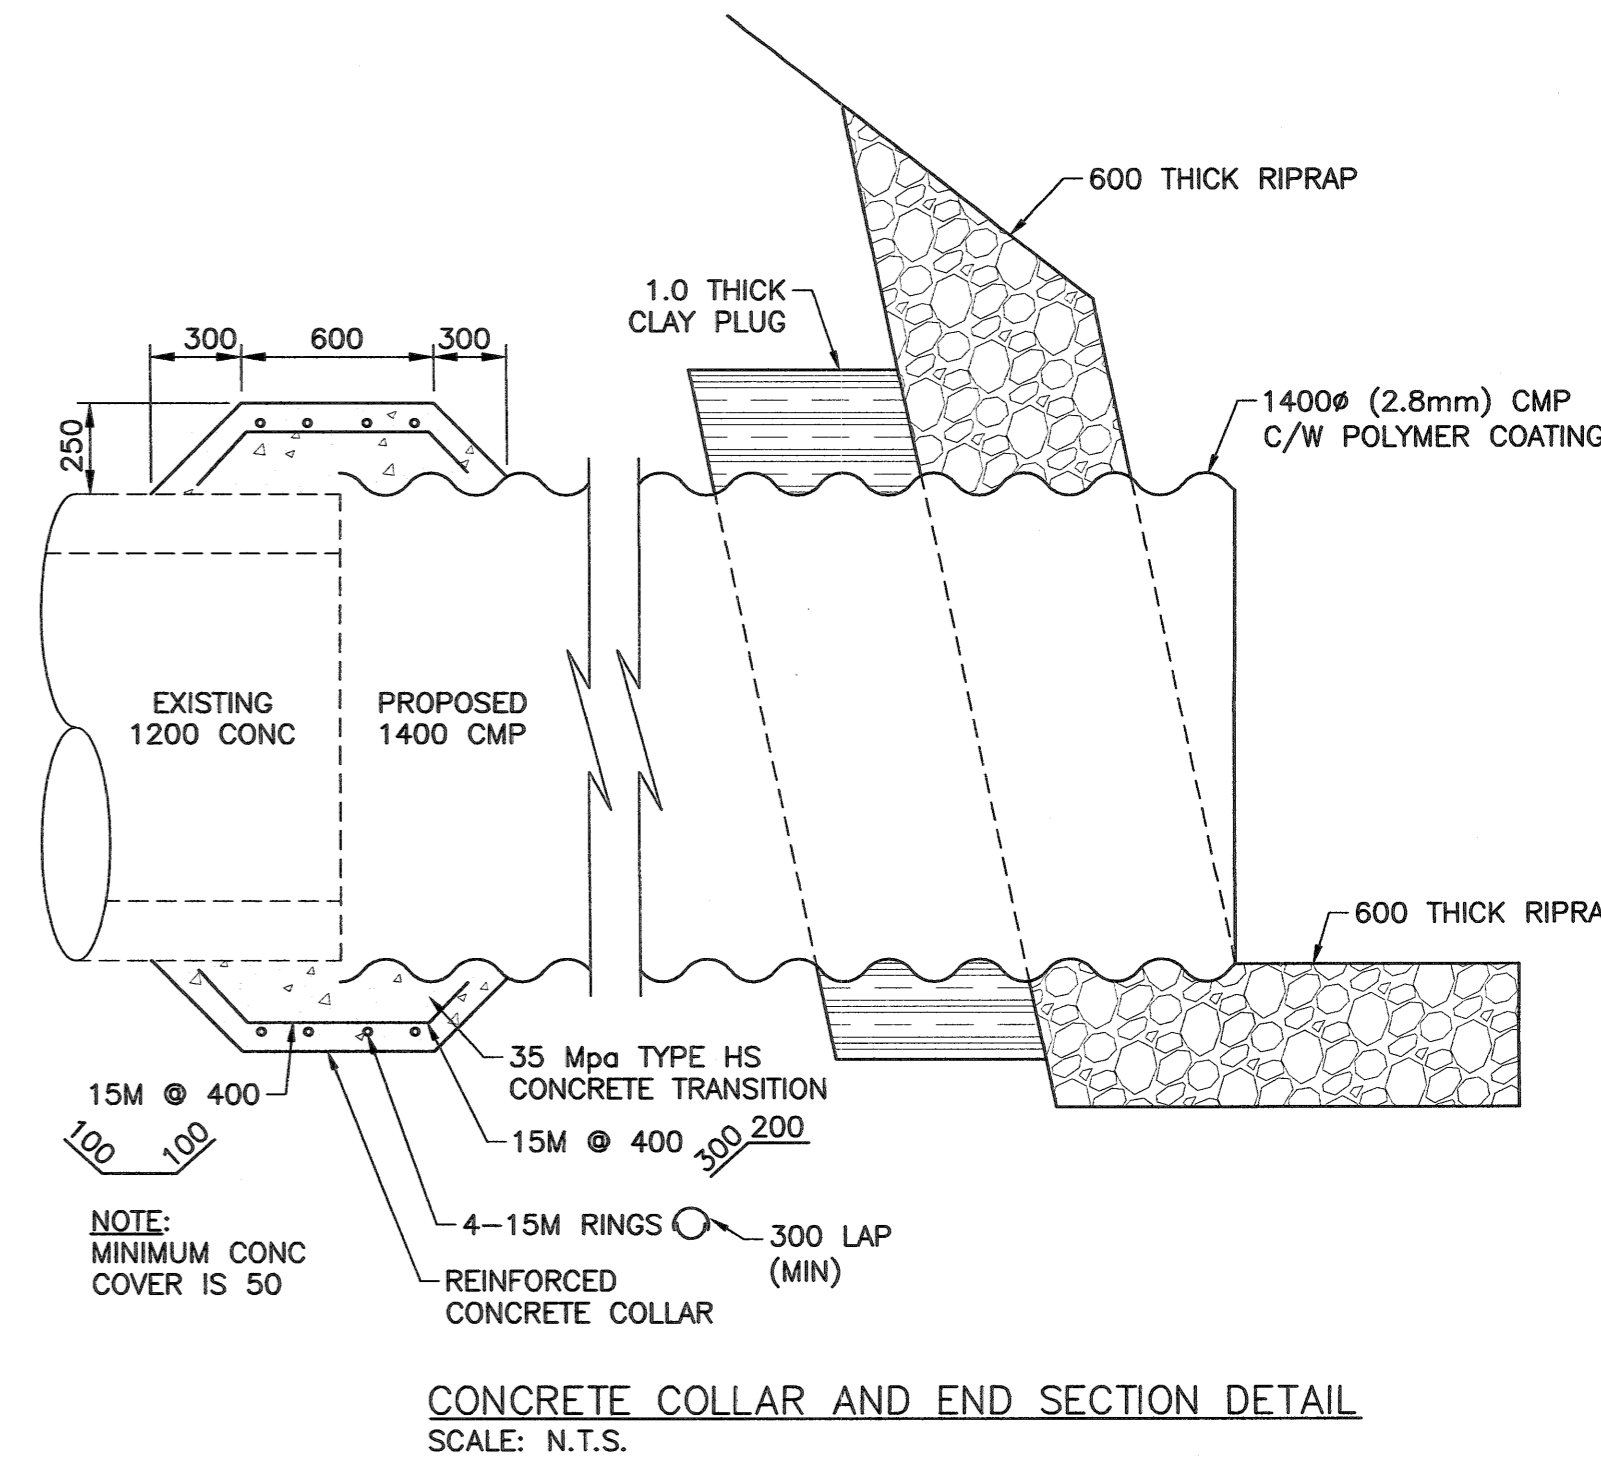 600 THICK RIPRAP
1.0 THICK
CLAY PLUG
300 600 300
250
1400ø (2.8mm) CMP
C/W POLYMER COATING
EXISTING
1200 CONC
PROPOSED
1400 CMP
600 THICK RIPRA
35 Mpa TYPE HS
CONCRETE TRANSITION
15M @ 400
100 100
15M @ 400
300 200
4-15M RINGS
300 LAP
(MIN)
NOTE:
MINIMUM CONC
COVER IS 50
REINFORCED
CONCRETE COLLAR
CONCRETE COLLAR AND END SECTION DETAIL
SCALE: N.T.S.